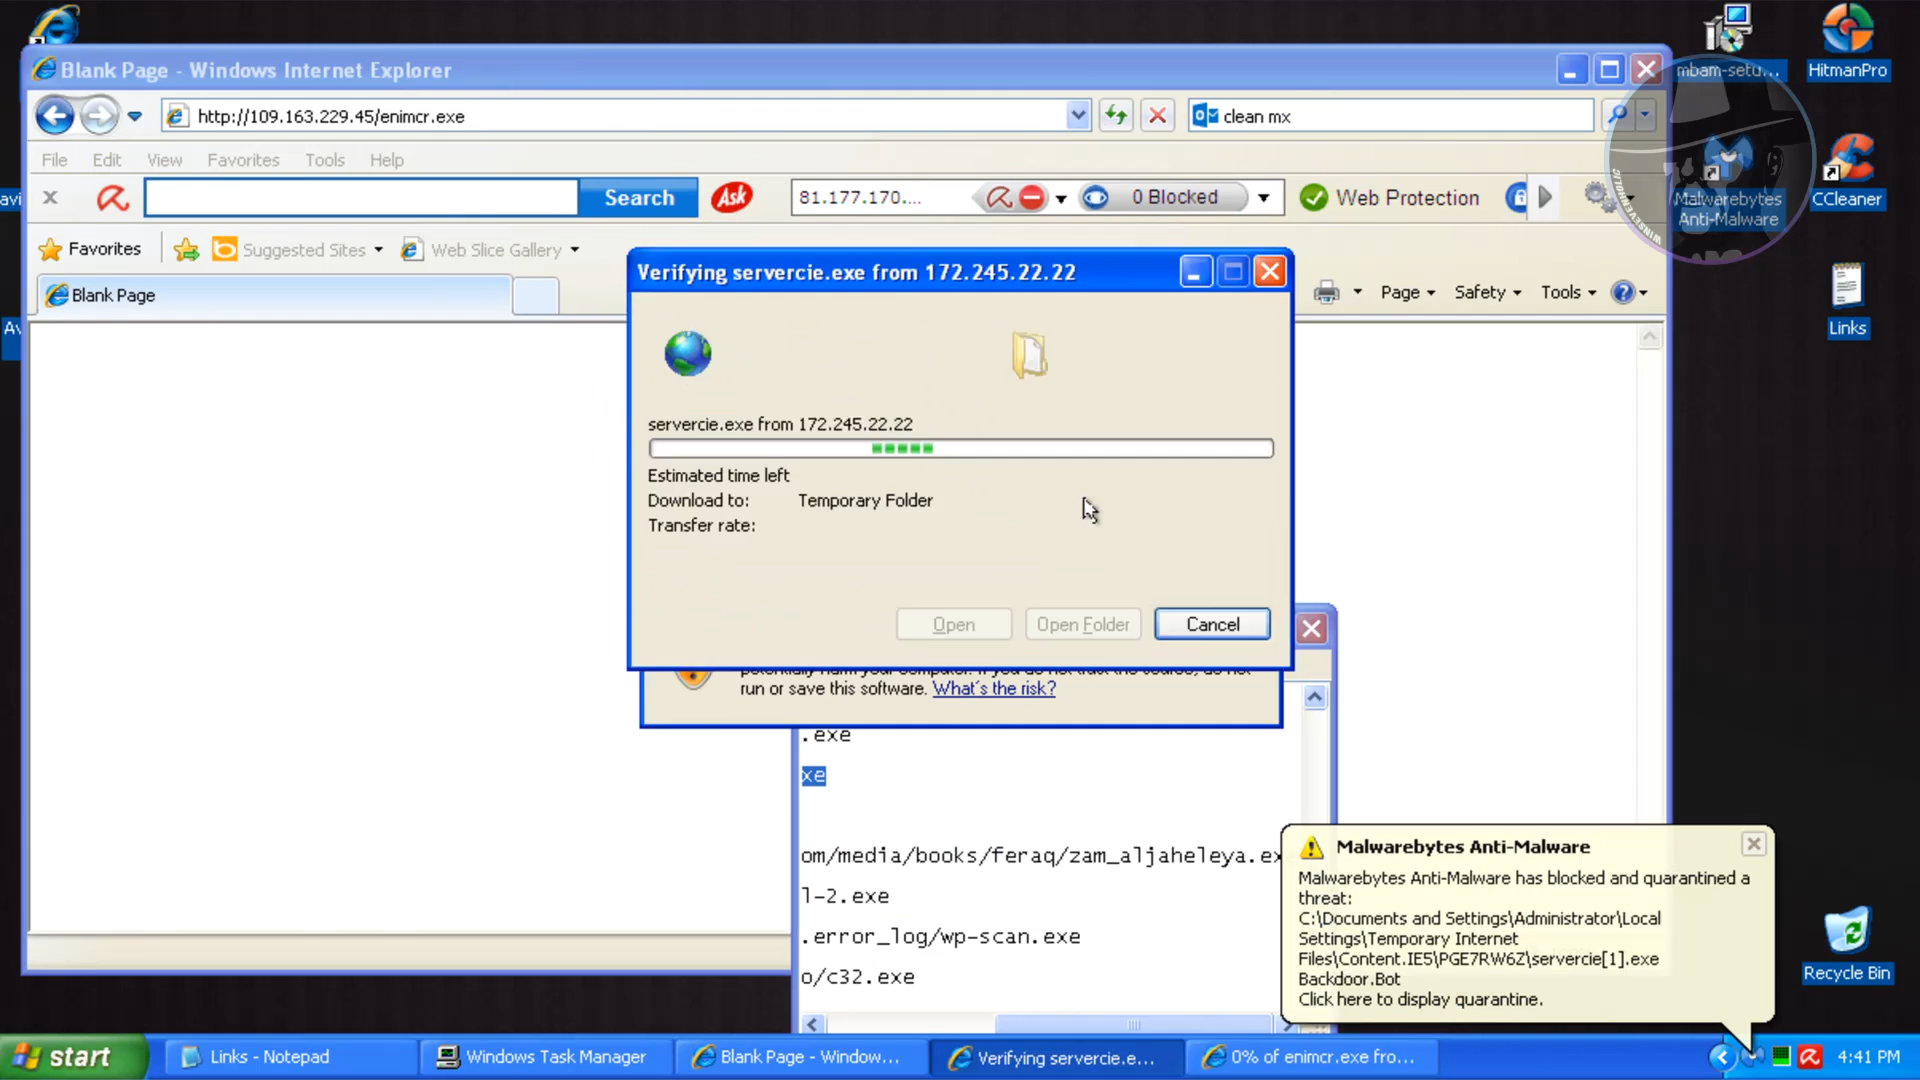 Blank Page - Windows Internet Explorer
http://109.163.229.45/enimcr.exe
clean mx
File Edit View Favorites Tools Help
x
Search
Ask
81.177.170....
0 Blocked
Web Protection
Favorites
Suggested Sites
Web Slice Gallery
Blank Page
Page
Safety
Tools
Verifying servercie.exe from 172.245.22.22
servercie.exe from 172.245.22.22
Estimated time left
Download to: Temporary Folder
Transfer rate:
Open
Open Folder
Cancel
run or save this software. What's the risk?
.exe
xe
om/media/books/feraq/zam_aljaheleya.ex
l-2.exe
.error_log/wp-scan.exe
o/c32.exe
mbam-setu...
HitmanPro
Malwarebytes
Anti-Malware
CCleaner
Links
Recycle Bin
Malwarebytes Anti-Malware
Malwarebytes Anti-Malware has blocked and quarantined a
threat:
C:\Documents and Settings\Administrator\Local
Settings\Temporary Internet
Files\Content.IE5\PGE7RW6Z\servercie[1].exe
Backdoor.Bot
Click here to display quarantine.
start
Links - Notepad
Windows Task Manager
Blank Page - Window...
Verifying servercie.e...
0% of enimcr.exe fro...
4:41 PM